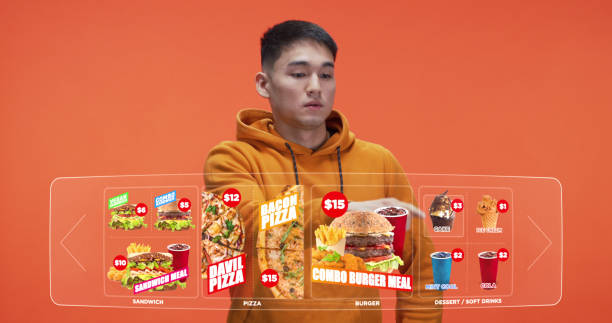 COMBO
$5
$10
SANDWICH MEAL
SANDWICH
$12
DAVIL
PIZZA
BACON
PIZZA
$15
PIZZA
$15
COMBO BURGER MEAL
BURGER
$3
CAKE
$1
ICE CREAM
$2
MINT COOL
$2
COLA
DESSERT / SOFT DRINKS